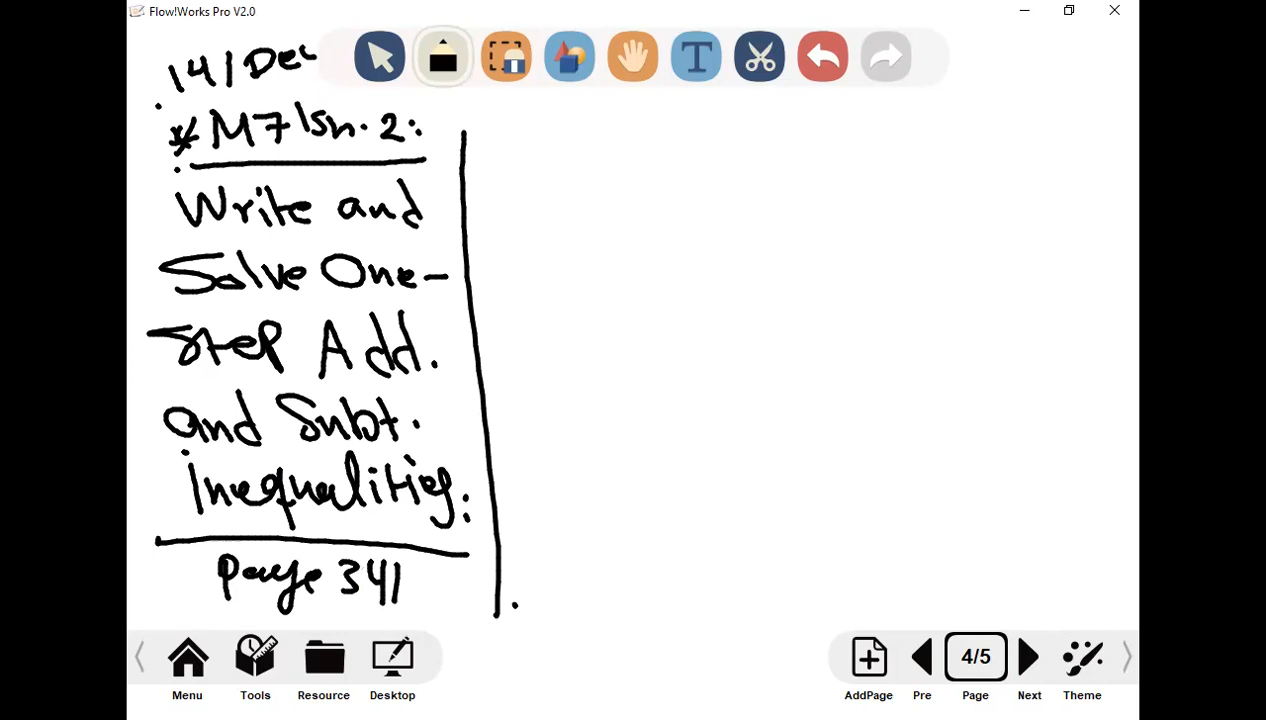 Flow!Works Pro V2.0
14/Dec
* M7 lsn. 2:
Write and
Solve One-
Step Add.
and Subt.
Inequalities:
page 341
Menu
Tools
Resource
Desktop
AddPage
Pre
4/5
Page
Next
Theme